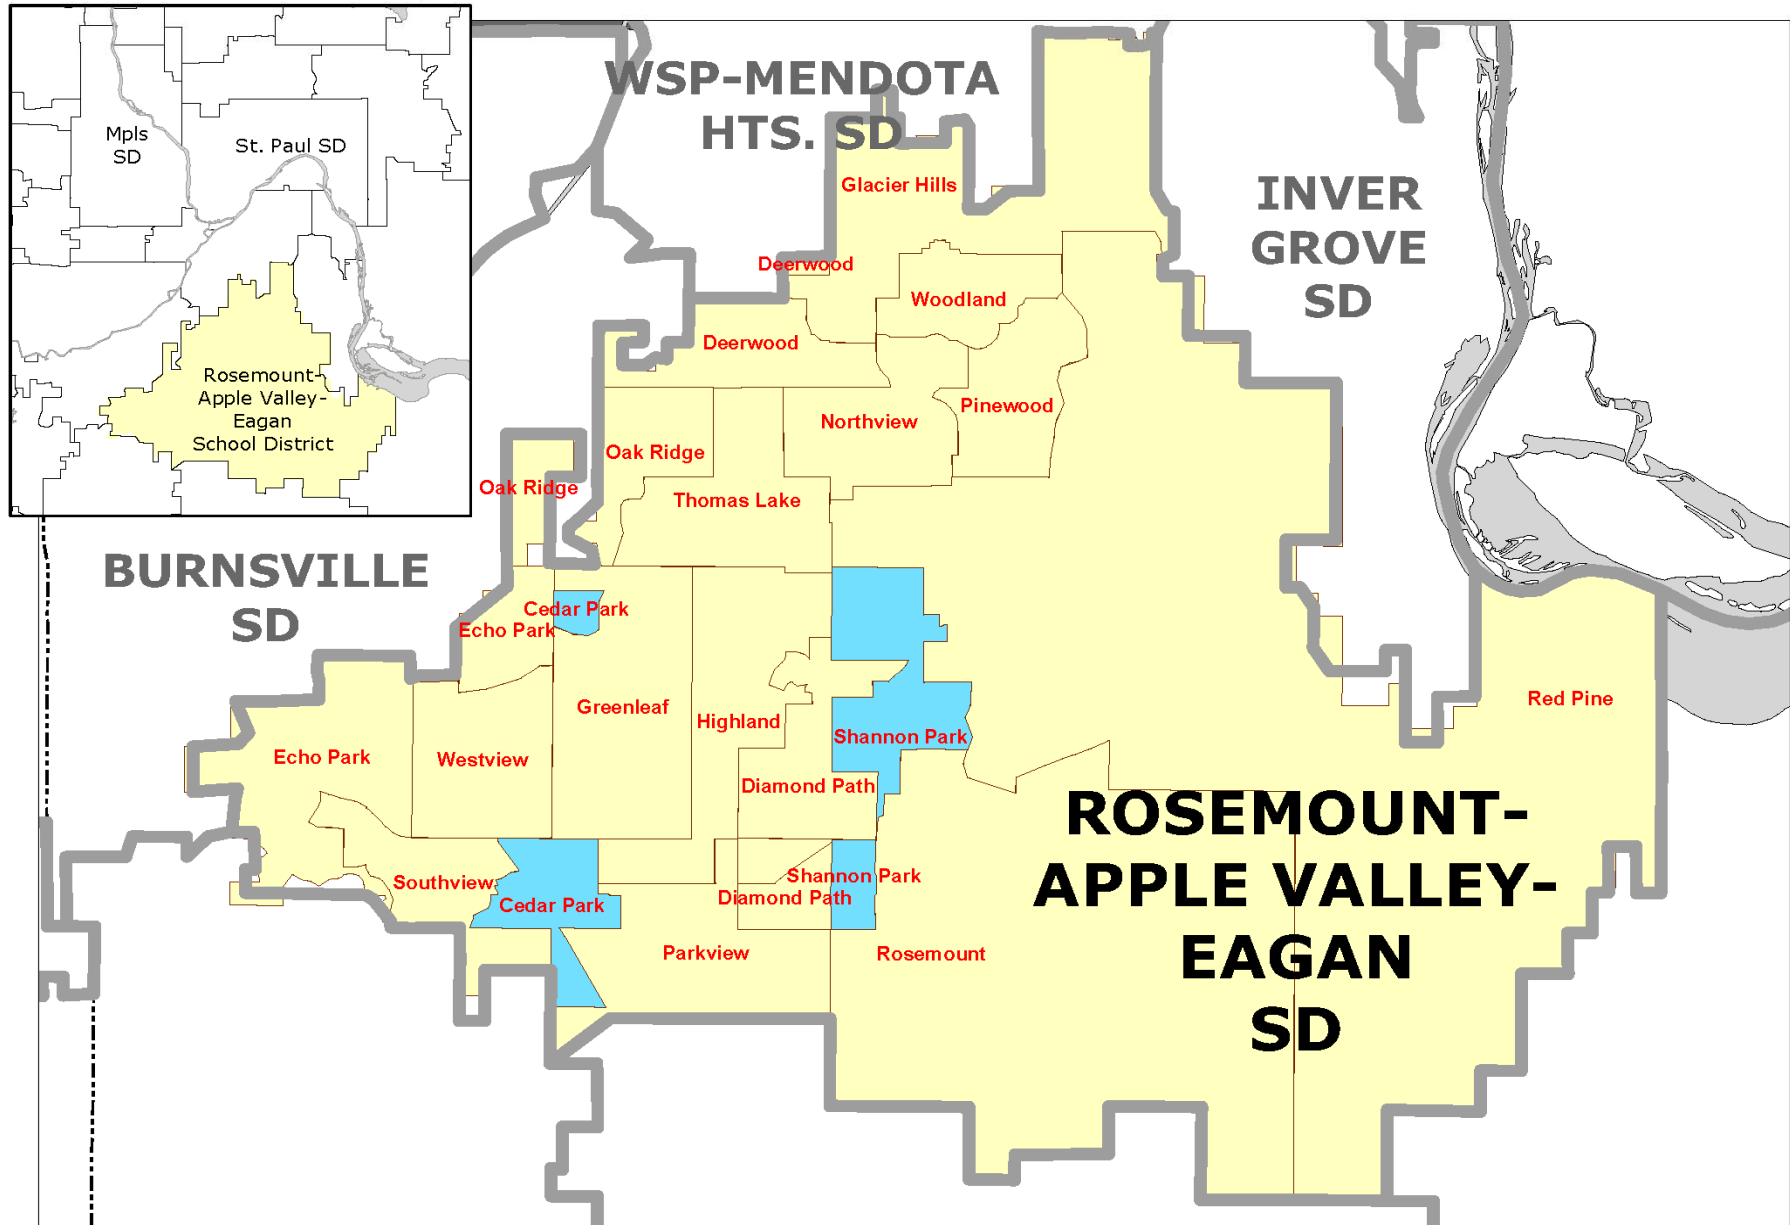 Mpls
SD
St. Paul SD
Rosemount-
Apple Valley-
Eagan
School District
WSP-MENDOTA
HTS. SD
INVER
GROVE
SD
BURNSVILLE
SD
Glacier Hills
Deerwood
Woodland
Deerwood
Pinewood
Northview
Oak Ridge
Oak Ridge
Thomas Lake
Cedar Park
Echo Park
Red Pine
Greenleaf
Highland
Shannon Park
Echo Park
Westview
Diamond Path
Shannon Park
Southview
Diamond Path
Cedar Park
Parkview
Rosemount
ROSEMOUNT-
APPLE VALLEY-
EAGAN
SD